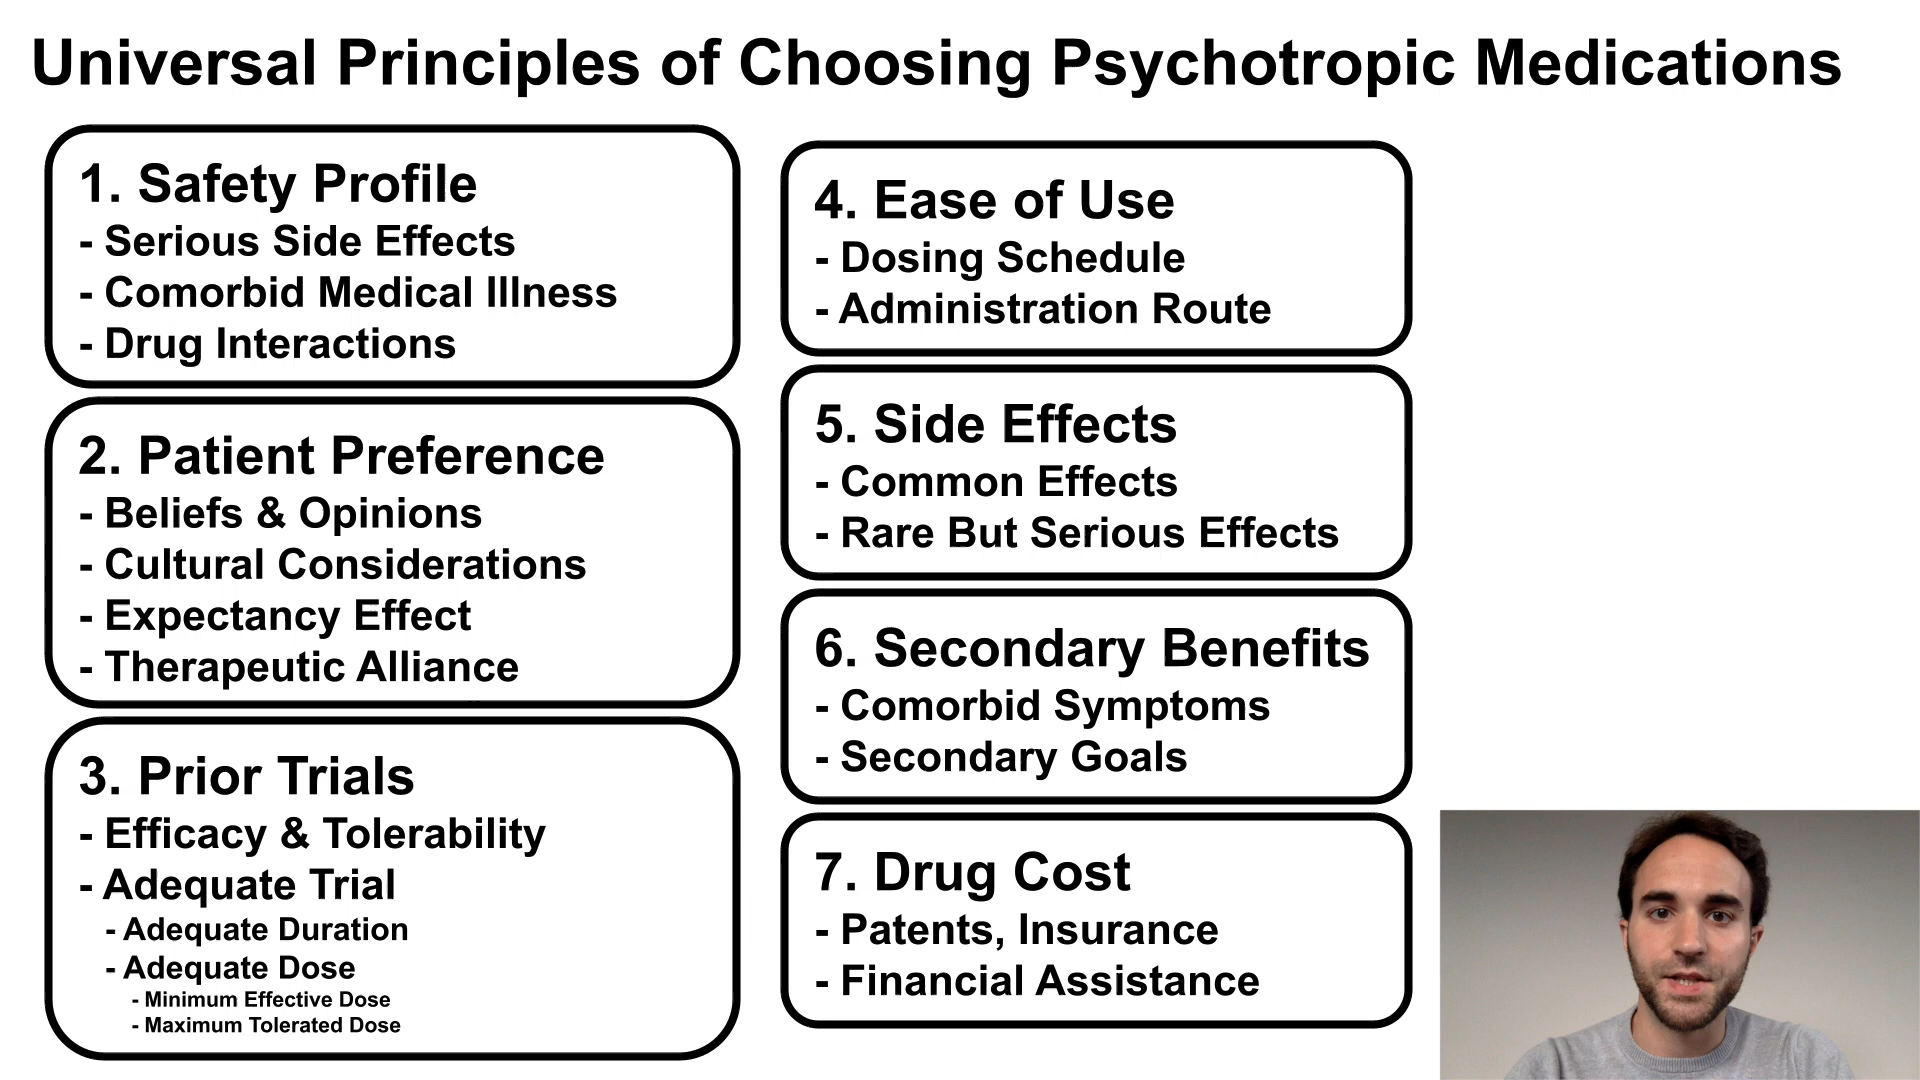 Universal Principles of Choosing Psychotropic Medications
1. Safety Profile
- Serious Side Effects
- Comorbid Medical Illness
- Drug Interactions
2. Patient Preference
- Beliefs & Opinions
- Cultural Considerations
- Expectancy Effect
- Therapeutic Alliance
3. Prior Trials
- Efficacy & Tolerability
- Adequate Trial
- Adequate Duration
- Adequate Dose
- Minimum Effective Dose
- Maximum Tolerated Dose
4. Ease of Use
- Dosing Schedule
- Administration Route
5. Side Effects
- Common Effects
- Rare But Serious Effects
6. Secondary Benefits
- Comorbid Symptoms
- Secondary Goals
7. Drug Cost
- Patents, Insurance
- Financial Assistance